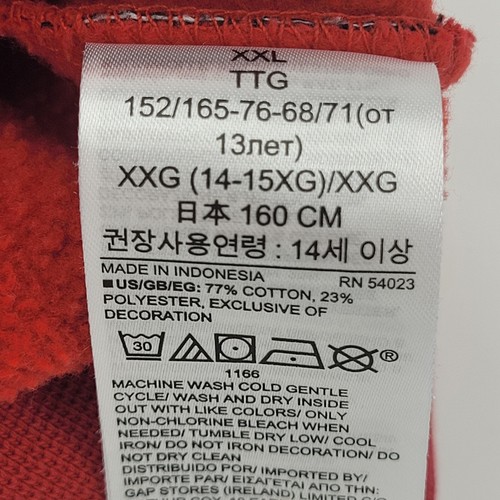 XXL
TTG
152/165-76-68/71(от
13лет)
XXG (14-15XG)/XXG
日本 160 CM
권장사용연령 : 14세 이상
MADE IN INDONESIA RN 54023
US/GB/EG: 77% COTTON, 23%
POLYESTER, EXCLUSIVE OF
DECORATION
30 ®
1166
MACHINE WASH COLD GENTLE
CYCLE/ WASH AND DRY INSIDE
OUT WITH LIKE COLORS/ ONLY
NON-CHLORINE BLEACH WHEN
NEEDED/ TUMBLE DRY LOW/ COOL
IRON/ DO NOT IRON DECORATION/ DO
NOT DRY CLEAN
DISTRIBUIDO POR/ IMPORTADO
PAR/ ΕΙΣΑΓΕΤΑΙ ΑΠΟ ΤΗΝ:
GAP STORES (IRELAND) LIMITED